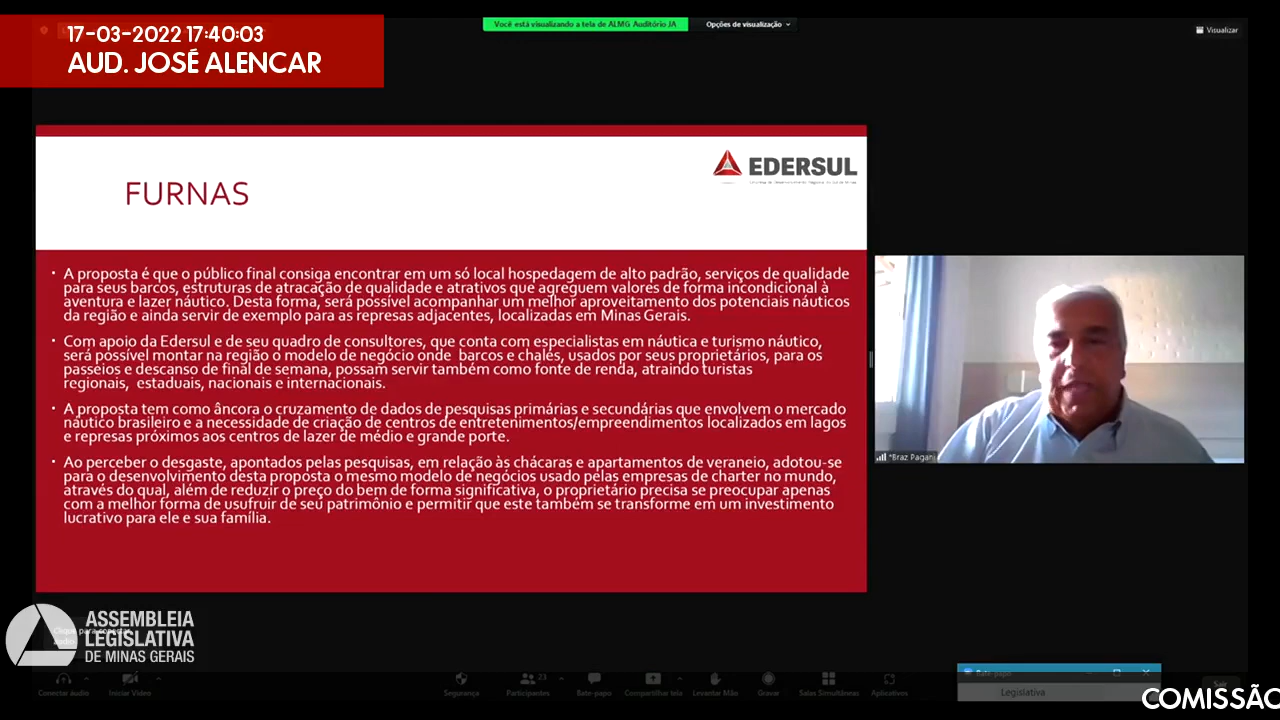 17-03-2022 17:40:03
AUD. JOSÉ ALENCAR
Você está visualizando a tela de ALMG Auditório JA
Opções de visualização
Visualizar
EDERSUL
FURNAS
• A proposta é que o público final consiga encontrar em um só local hospedagem de alto padrão, serviços de qualidade
para seus barcos, estruturas de atracação de qualidade e atrativos que agreguem valores de forma incondicional à
aventura e lazer náutico. Desta forma, será possível acompanhar um melhor aproveitamento dos potenciais náuticos
da região e ainda servir de exemplo para as represas adjacentes, localizadas em Minas Gerais.
• Com apoio da Edersul e de seu quadro de consultores, que conta com especialistas em náutica e turismo náutico,
será possível montar na região o modelo de negócio onde barcos e chalés, usados por seus proprietários, para os
passeios e descanso de final de semana, possam servir também como fonte de renda, atraindo turistas
regionais, estaduais, nacionais e internacionais.
• A proposta tem como âncora o cruzamento de dados de pesquisas primárias e secundárias que envolvem o mercado
náutico brasileiro e a necessidade de criação de centros de entretenimentos/empreendimentos localizados em lagos
e represas próximos aos centros de lazer de médio e grande porte.
• Ao perceber o desgaste, apontados pelas pesquisas, em relação às chácaras e apartamentos de veraneio, adotou-se
para o desenvolvimento desta proposta o mesmo modelo de negócios usado pelas empresas de charter no mundo,
através do qual, além de reduzir o preço do bem de forma significativa, o proprietário precisa se preocupar apenas
com a melhor forma de usufruir de seu patrimônio e permitir que este também se transforme em um investimento
lucrativo para ele e sua família.
*Braz Pagani
ASSEMBLEIA
LEGISLATIVA
DE MINAS GERAIS
Clique para conectar
áudio
Conectar áudio
Iniciar Vídeo
Segurança
Participantes
23
Bate-papo
Compartilhar tela
Levantar Mão
Gravar
Salas Simultâneas
Aplicativos
Bate-papo
Legislativa
Sair
COMISSÃO